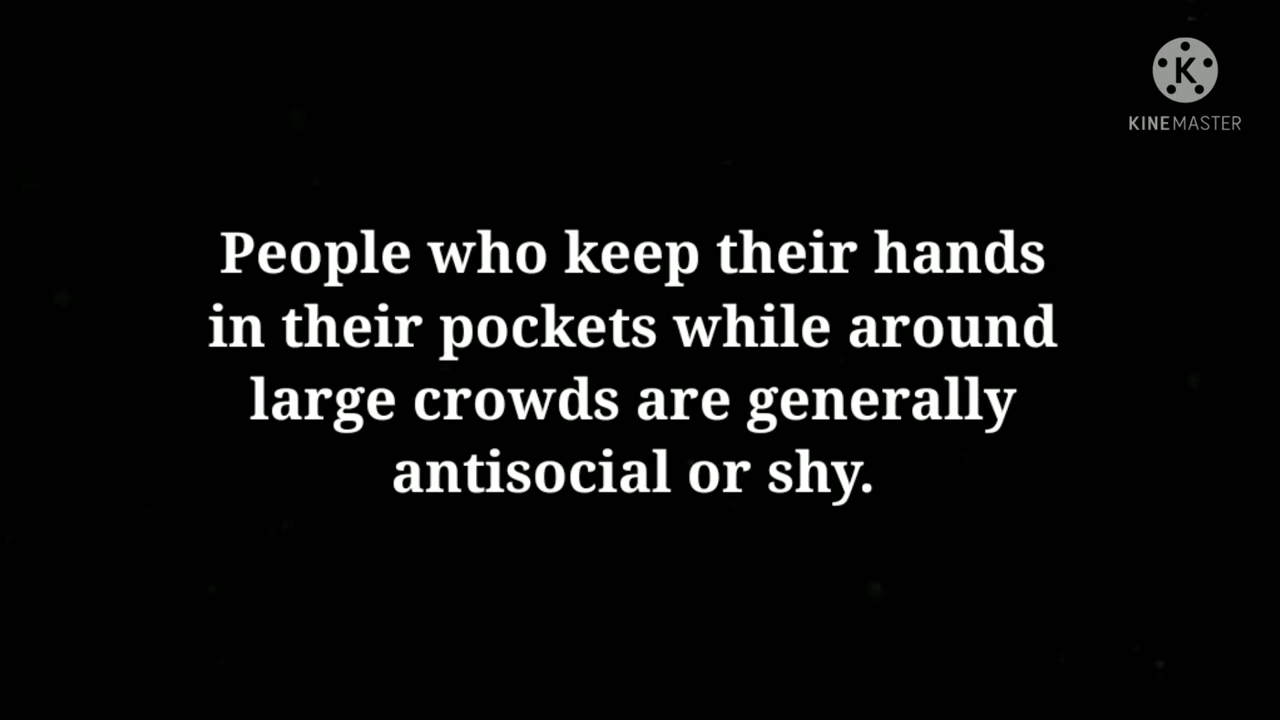 K
KINEMASTER
People who keep their hands
in their pockets while around
large crowds are generally
antisocial or shy.